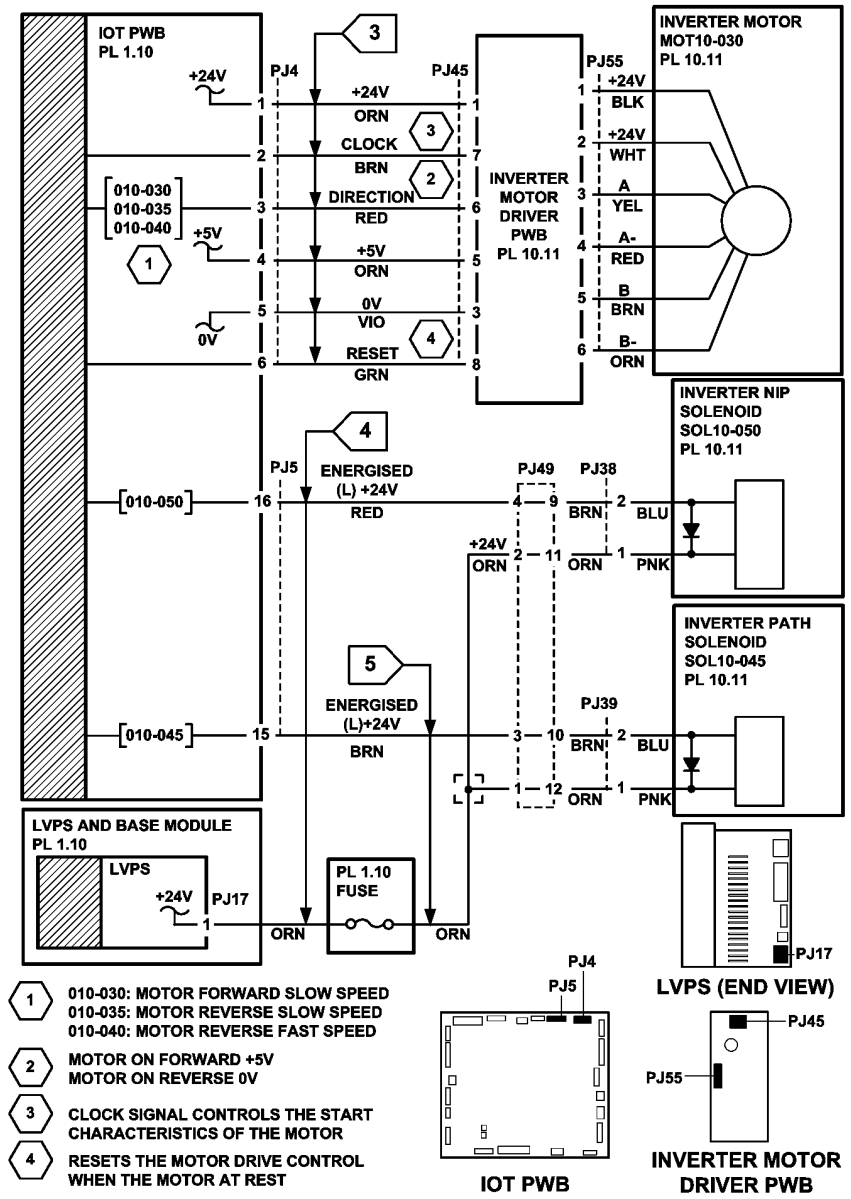 IOT PWB
PL 1.10
+24V
PJ4
3
+24V
ORN
PJ45
1
1
3
CLOCK
BRN
2
7
2
010-030
010-035
010-040
DIRECTION
RED
3
6
1
+5V
+5V
ORN
4
5
0V
0V
VIO
5
3
4
RESET
GRN
6
8
INVERTER
MOTOR
DRIVER
PWB
PL 10.11
PJ55
INVERTER MOTOR
MOT10-030
PL 10.11
1
+24V
BLK
2
+24V
WHT
3
A
YEL
4
A-
RED
5
B
BRN
6
B-
ORN
4
PJ5
ENERGISED
(L) +24V
RED
010-050
16
PJ49
PJ38
4
9
BRN
2
BLU
+24V
ORN
2
11
ORN
1
PNK
INVERTER NIP
SOLENOID
SOL10-050
PL 10.11
5
ENERGISED
(L)+24V
BRN
010-045
15
PJ39
3
10
BRN
2
BLU
1
12
ORN
1
PNK
INVERTER PATH
SOLENOID
SOL10-045
PL 10.11
LVPS AND BASE MODULE
PL 1.10
LVPS
+24V
PJ17
1
ORN
PL 1.10
FUSE
ORN
PJ17
LVPS (END VIEW)
1
010-030: MOTOR FORWARD SLOW SPEED
010-035: MOTOR REVERSE SLOW SPEED
010-040: MOTOR REVERSE FAST SPEED
2
MOTOR ON FORWARD +5V
MOTOR ON REVERSE 0V
3
CLOCK SIGNAL CONTROLS THE START
CHARACTERISTICS OF THE MOTOR
4
RESETS THE MOTOR DRIVE CONTROL
WHEN THE MOTOR AT REST
PJ4
PJ5
IOT PWB
PJ45
PJ55
INVERTER MOTOR
DRIVER PWB